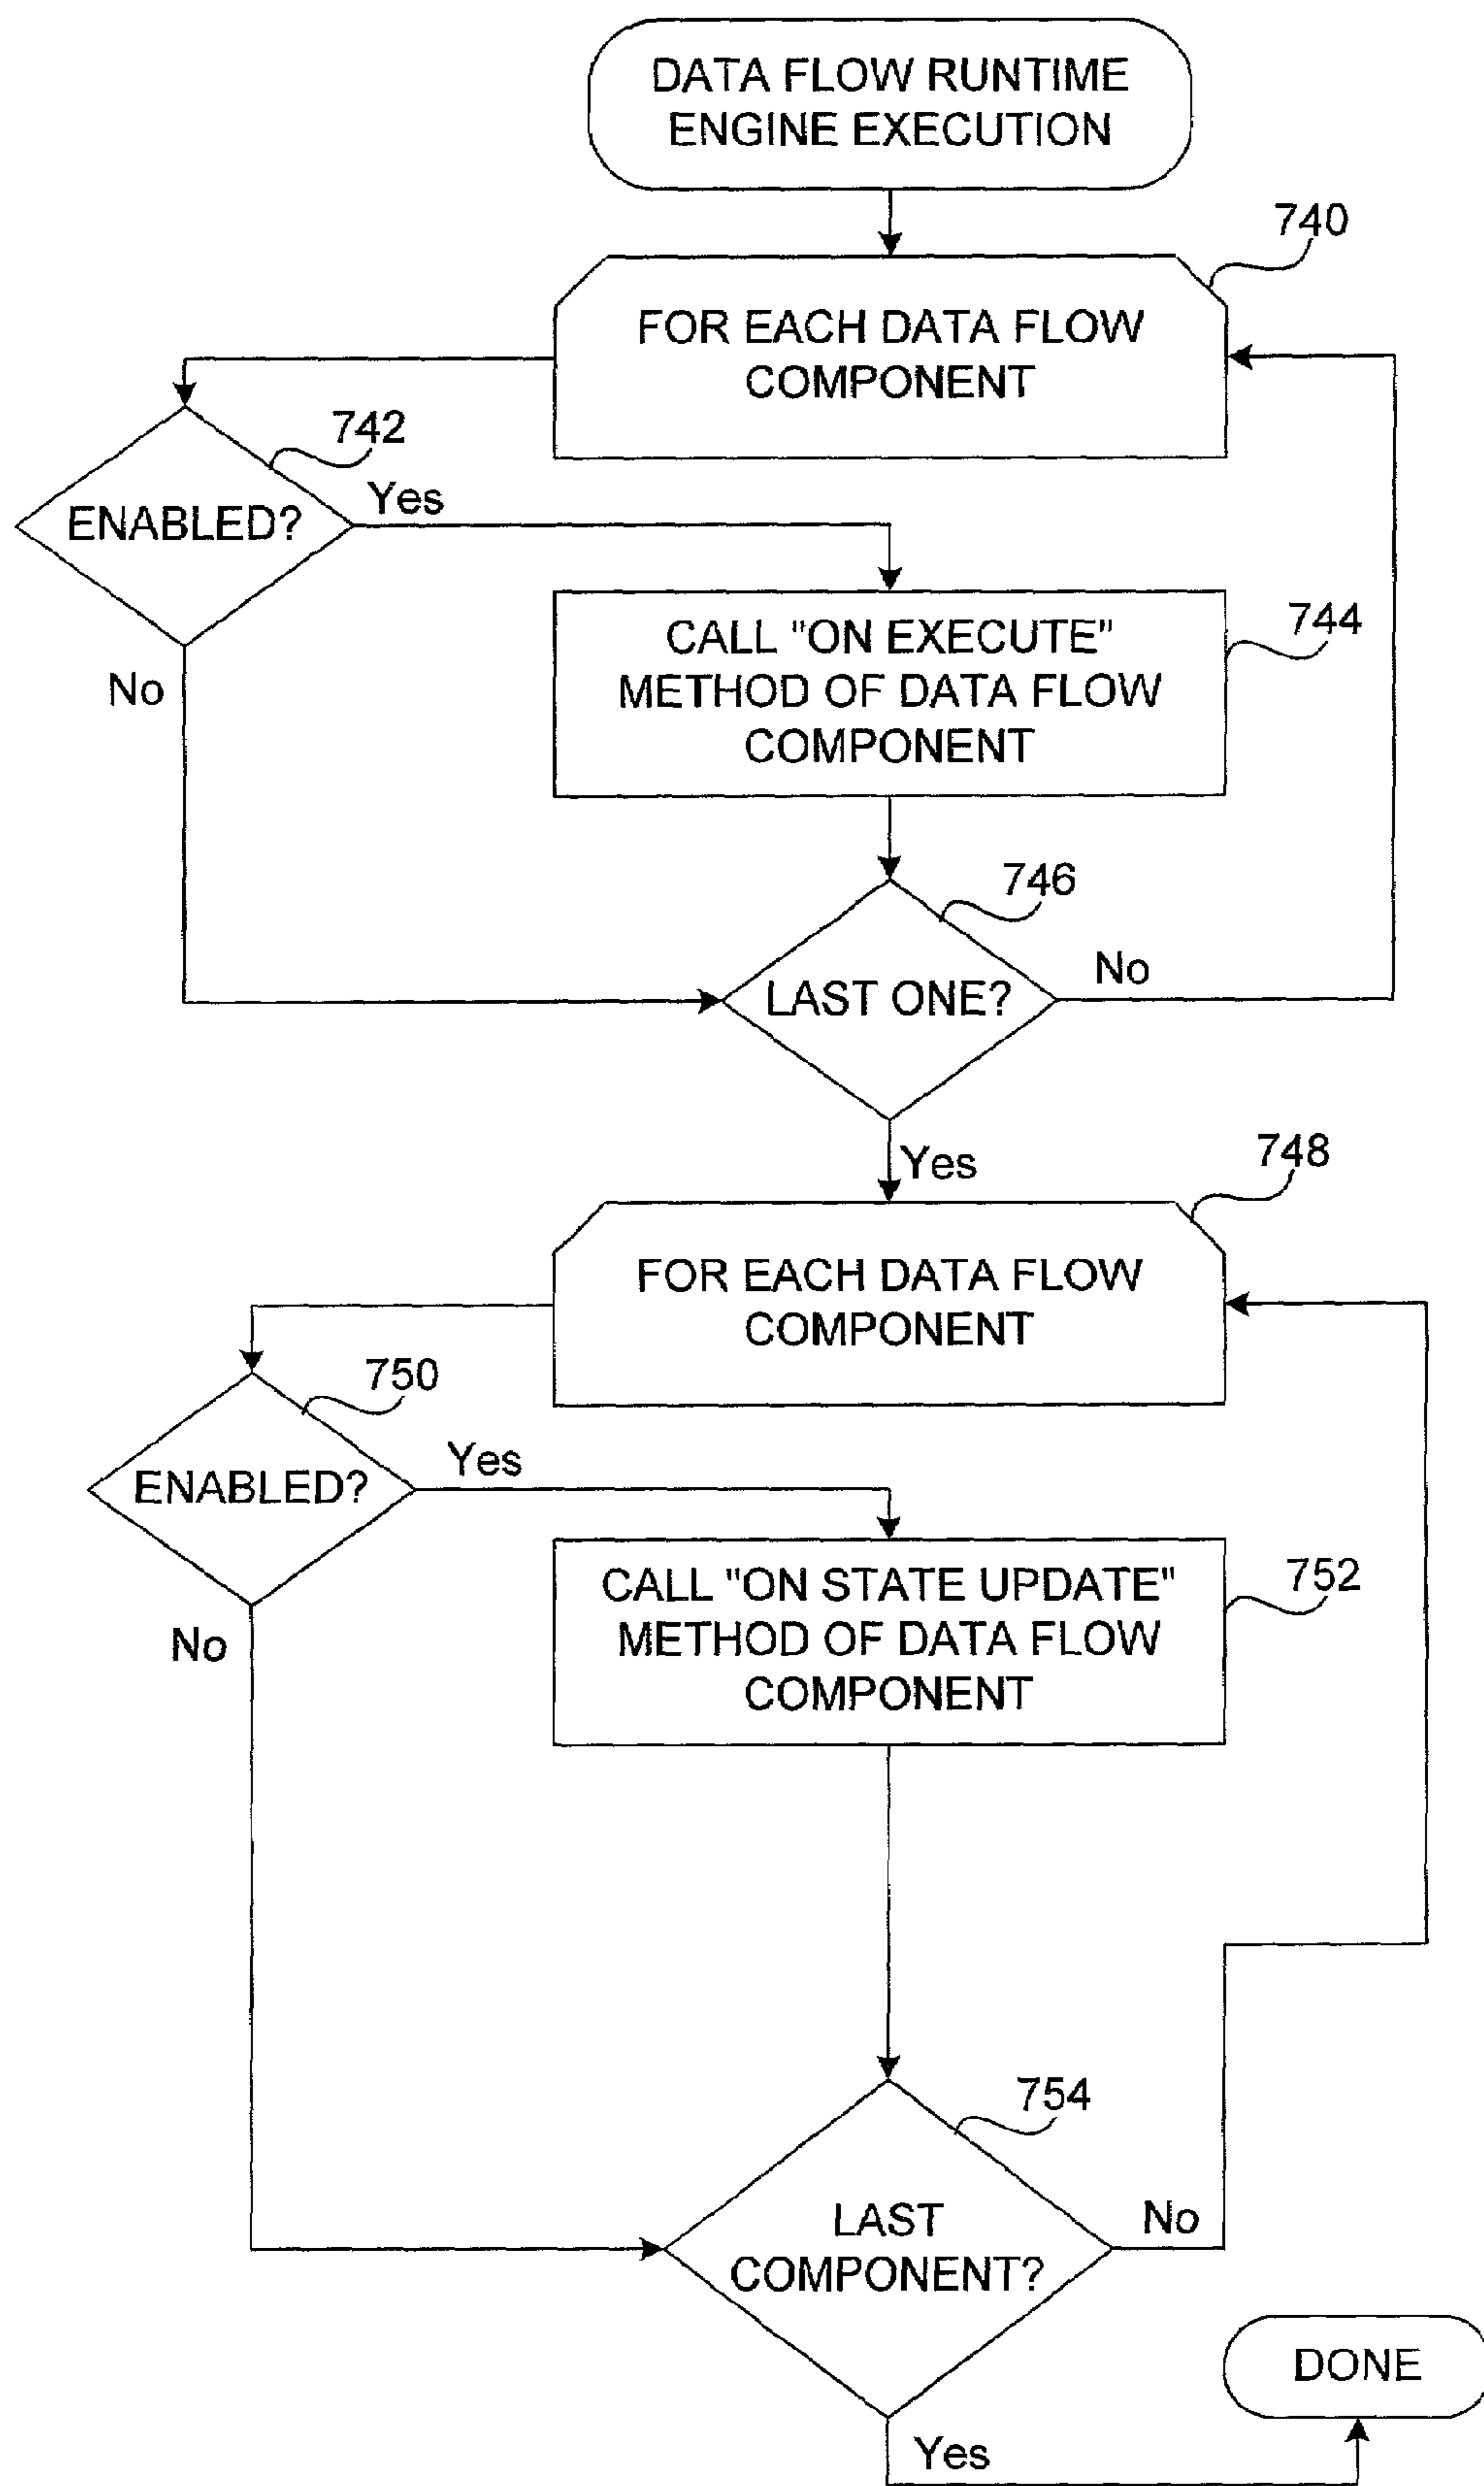 DATA FLOW RUNTIME
ENGINE EXECUTION
740
FOR EACH DATA FLOW
COMPONENT
742
ENABLED?
Yes
No
CALL "ON EXECUTE"
METHOD OF DATA FLOW
COMPONENT
744
746
LAST ONE?
No
Yes
748
FOR EACH DATA FLOW
COMPONENT
750
ENABLED?
Yes
No
CALL "ON STATE UPDATE"
METHOD OF DATA FLOW
COMPONENT
752
754
LAST
COMPONENT?
No
Yes
DONE